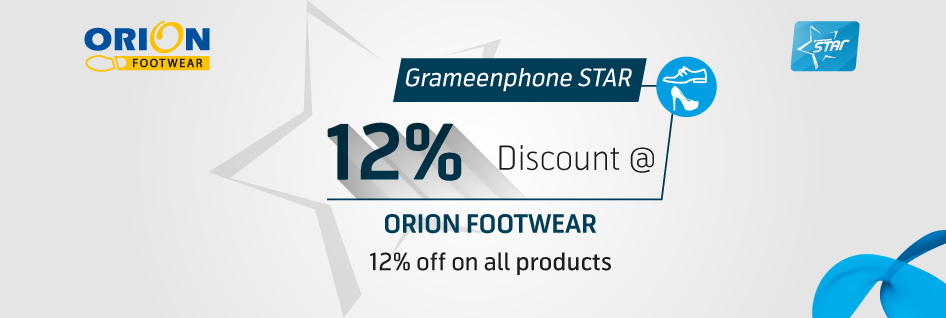 ORION
FOOTWEAR
STAR
Grameenphone STAR
12% Discount @
ORION FOOTWEAR
12% off on all products